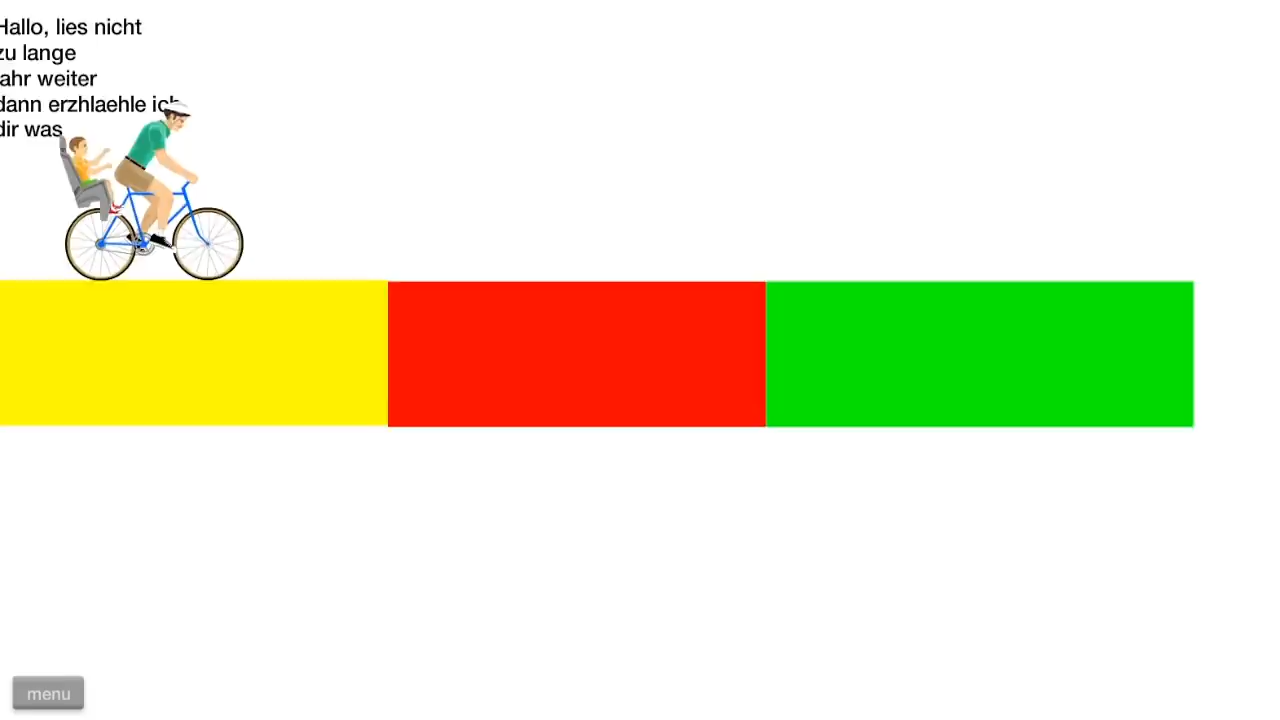 Hallo, lies nicht
zu lange
ahr weiter
dann erzhlaehle ich
dir was
menu